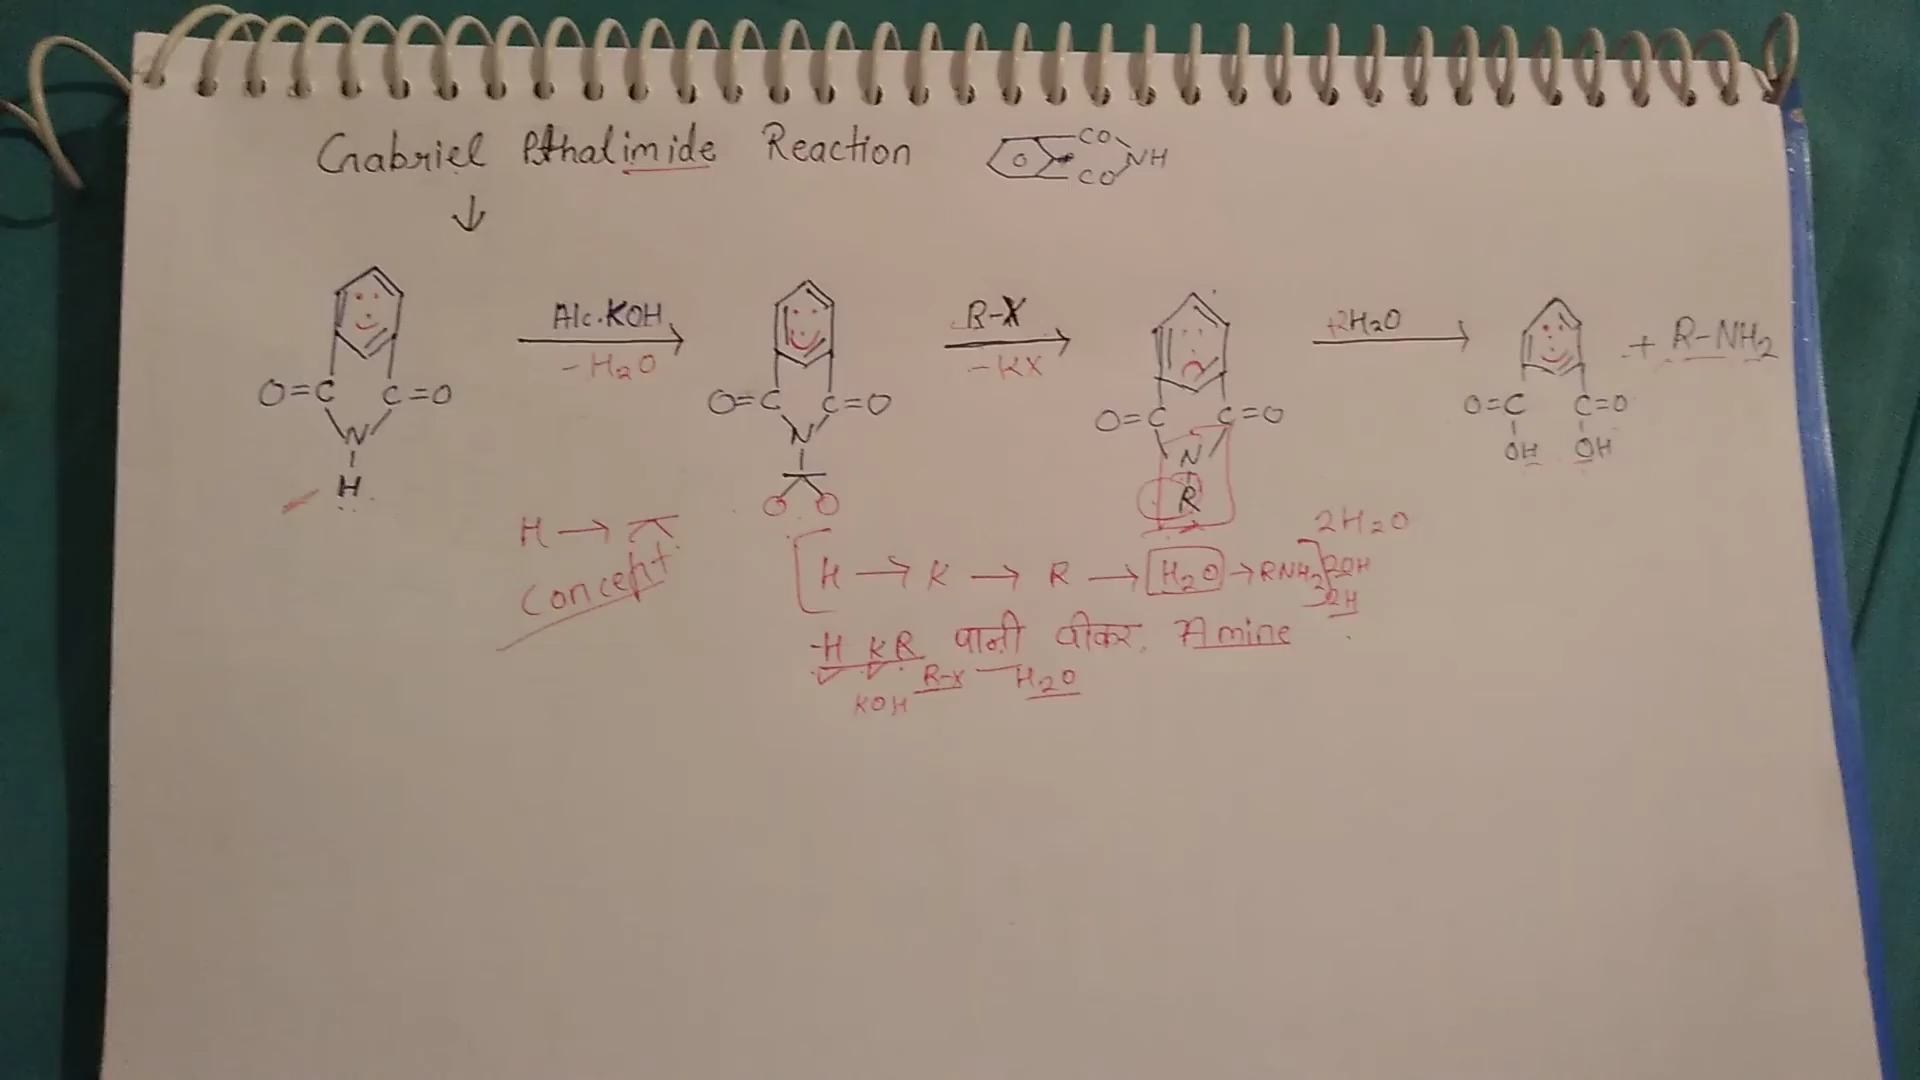 Gabriel Pthalimide Reaction
CO
NH
CO
Alc.KOH
-H2O
R-X
-KX
+2H2O
+ R-NH2
O=C C=O
N
H
O=C C=O
N
K
O=C C=O
N
R
O=C C=O
OH OH
H → K
Concept
2H2O
H → K → R → H2O → RNH2
2OH
2H
H KR पानी पीकर, Amine
KOH R-X H2O